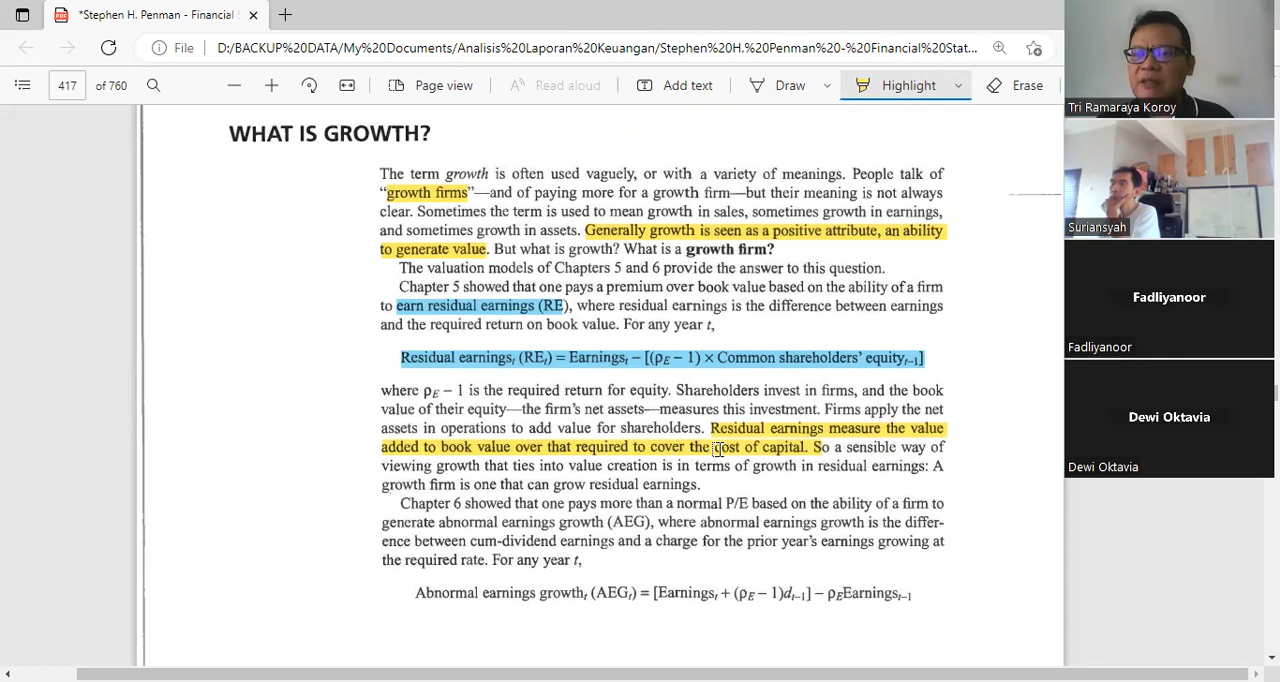 *Stephen H. Penman - Financial
File
D:/BACKUP%20DATA/My%20Documents/Analisis%20Laporan%20Keuangan/Stephen%20H.%20Penman%20-%20Financial%20Stat...
417 of 760
Page view
Read aloud
Add text
Draw
Highlight
Erase
WHAT IS GROWTH?
The term growth is often used vaguely, or with a variety of meanings. People talk of
“growth firms”—and of paying more for a growth firm—but their meaning is not always
clear. Sometimes the term is used to mean growth in sales, sometimes growth in earnings,
and sometimes growth in assets. Generally growth is seen as a positive attribute, an ability
to generate value. But what is growth? What is a growth firm?
The valuation models of Chapters 5 and 6 provide the answer to this question.
Chapter 5 showed that one pays a premium over book value based on the ability of a firm
to earn residual earnings (RE), where residual earnings is the difference between earnings
and the required return on book value. For any year t,
Residual earningsₜ (REₜ) = Earningsₜ − [(ρE − 1) × Common shareholders’ equityₜ₋₁]
where ρE − 1 is the required return for equity. Shareholders invest in firms, and the book
value of their equity—the firm’s net assets—measures this investment. Firms apply the net
assets in operations to add value for shareholders. Residual earnings measure the value
added to book value over that required to cover the cost of capital. So a sensible way of
viewing growth that ties into value creation is in terms of growth in residual earnings: A
growth firm is one that can grow residual earnings.
Chapter 6 showed that one pays more than a normal P/E based on the ability of a firm to
generate abnormal earnings growth (AEG), where abnormal earnings growth is the differ-
ence between cum-dividend earnings and a charge for the prior year’s earnings growing at
the required rate. For any year t,
Abnormal earnings growthₜ (AEGₜ) = [Earningsₜ + (ρE − 1)dₜ₋₁] − ρEEarningsₜ₋₁
Tri Ramaraya Koroy
Suriansyah
Fadliyanoor
Fadliyanoor
Dewi Oktavia
Dewi Oktavia